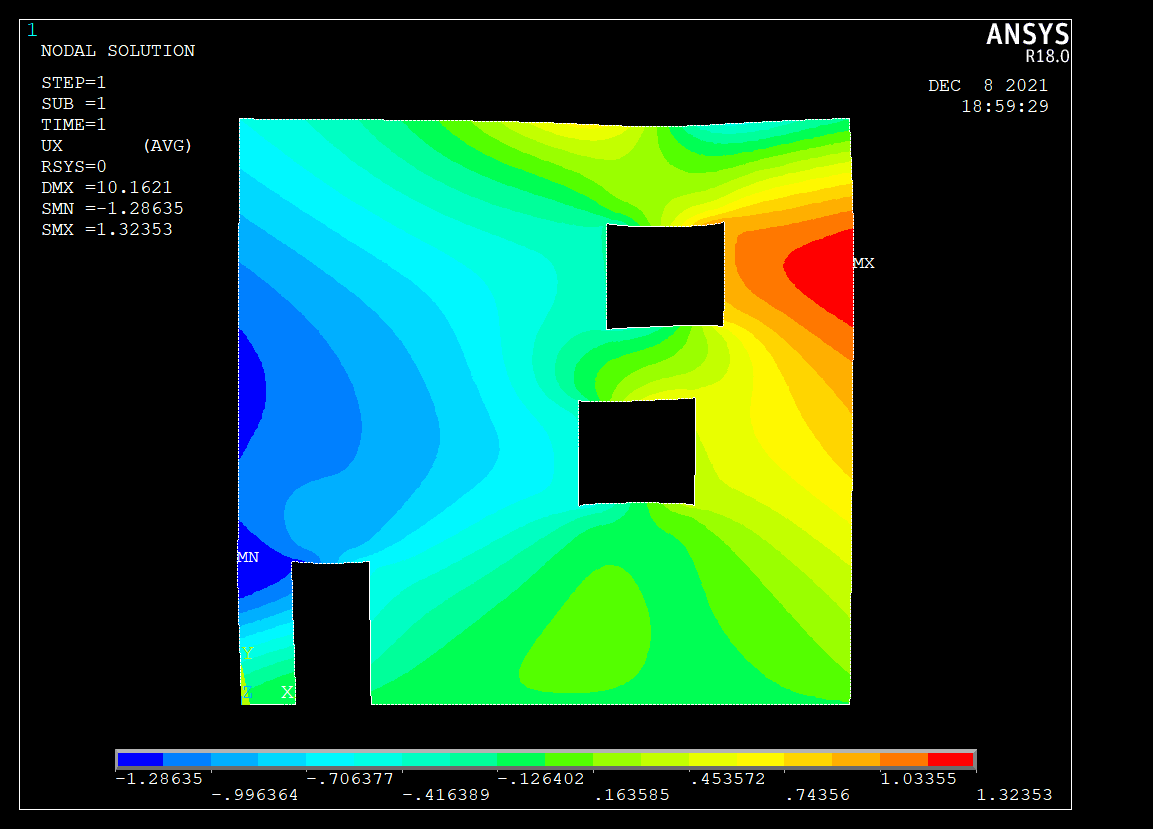 1
ANSYS
R18.0
NODAL SOLUTION
STEP=1
SUB =1
TIME=1
UX (AVG)
RSYS=0
DMX =10.1621
SMN =-1.28635
SMX =1.32353
DEC 8 2021
18:59:29
MX
MN
Y
Z X
-1.28635 -.706377 -.126402 .453572 1.03355
-.996364 -.416389 .163585 .74356 1.32353